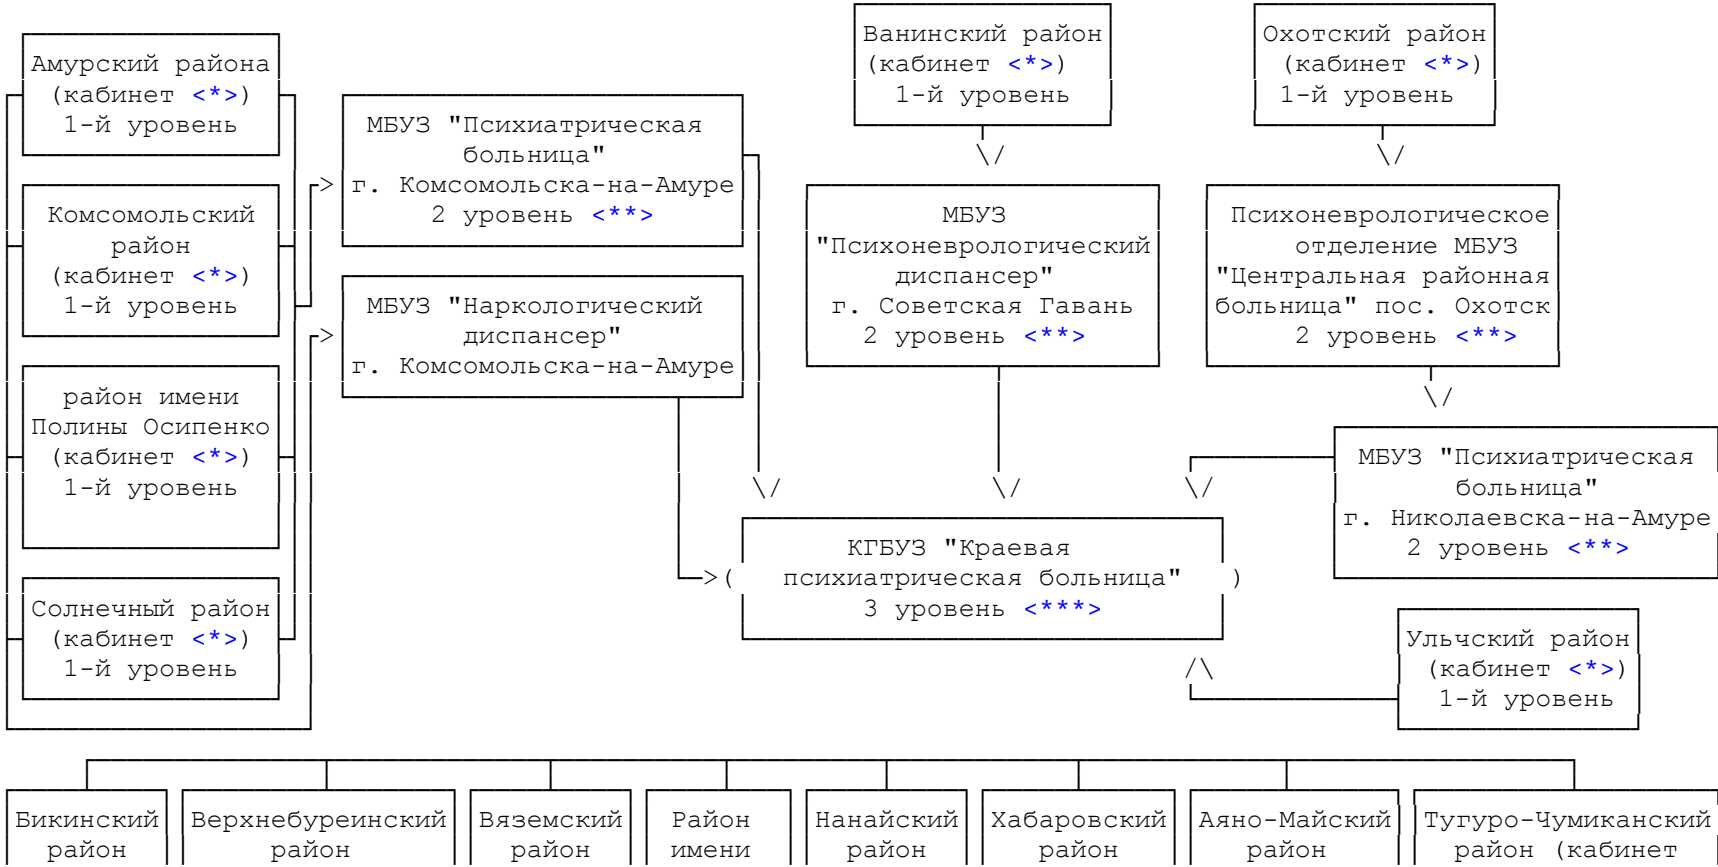 Амурский района
(кабинет <*>)
1-й уровень
Комсомольский
район
(кабинет <*>)
1-й уровень
район имени
Полины Осипенко
(кабинет <*>)
1-й уровень
Солнечный район
(кабинет <*>)
1-й уровень
МБУЗ "Психиатрическая
больница"
г. Комсомольска-на-Амуре
2 уровень <**>
МБУЗ "Наркологический
диспансер"
г. Комсомольска-на-Амуре
Ванинский район
(кабинет <*>)
1-й уровень
МБУЗ
"Психоневрологический
диспансер"
г. Советская Гавань
2 уровень <**>
Охотский район
(кабинет <*>)
1-й уровень
Психоневрологическое
отделение МБУЗ
"Центральная районная
больница" пос. Охотск
2 уровень <**>
МБУЗ "Психиатрическая
больница"
г. Николаевска-на-Амуре
2 уровень <**>
КГБУЗ "Краевая
психиатрическая больница"
3 уровень <***>
Ульчский район
(кабинет <*>)
1-й уровень
Бикинский
район
Верхнебуреинский
район
Вяземский
район
Район
имени
Нанайский
район
Хабаровский
район
Аяно-Майский
район
Тугуро-Чумиканский
район (кабинет